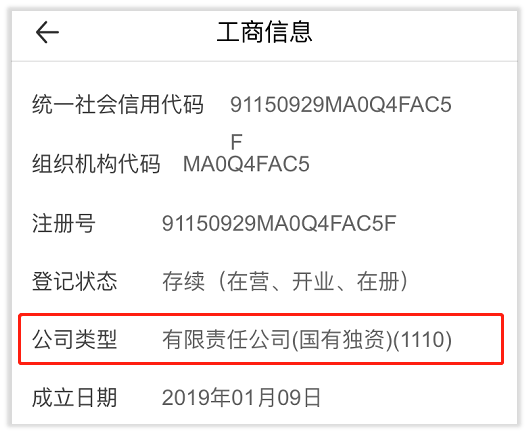 工商信息
统一社会信用代码 91150929MA0Q4FAC5
F
组织机构代码 MA0Q4FAC5
注册号 91150929MA0Q4FAC5F
登记状态 存续（在营、开业、在册）
公司类型 有限责任公司(国有独资)(1110)
成立日期 2019年01月09日